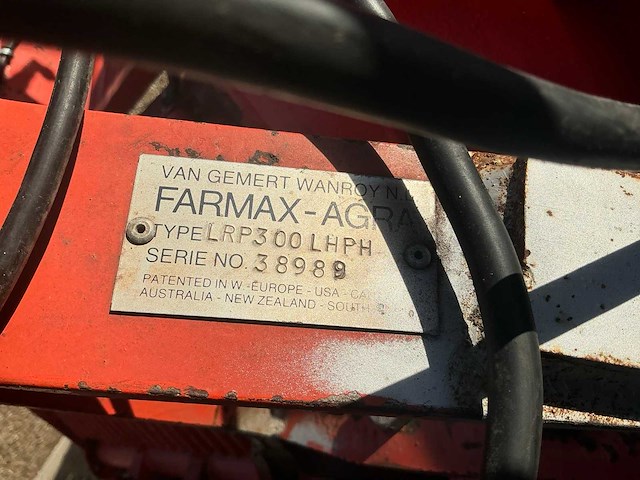 VAN GEMERT WANROY N.
FARMAX-AGRA
TYPE LRP300LHPH
SERIE NO. 38989
PATENTED IN W.-EUROPE - USA - CA
AUSTRALIA - NEW ZEALAND - SOUTH